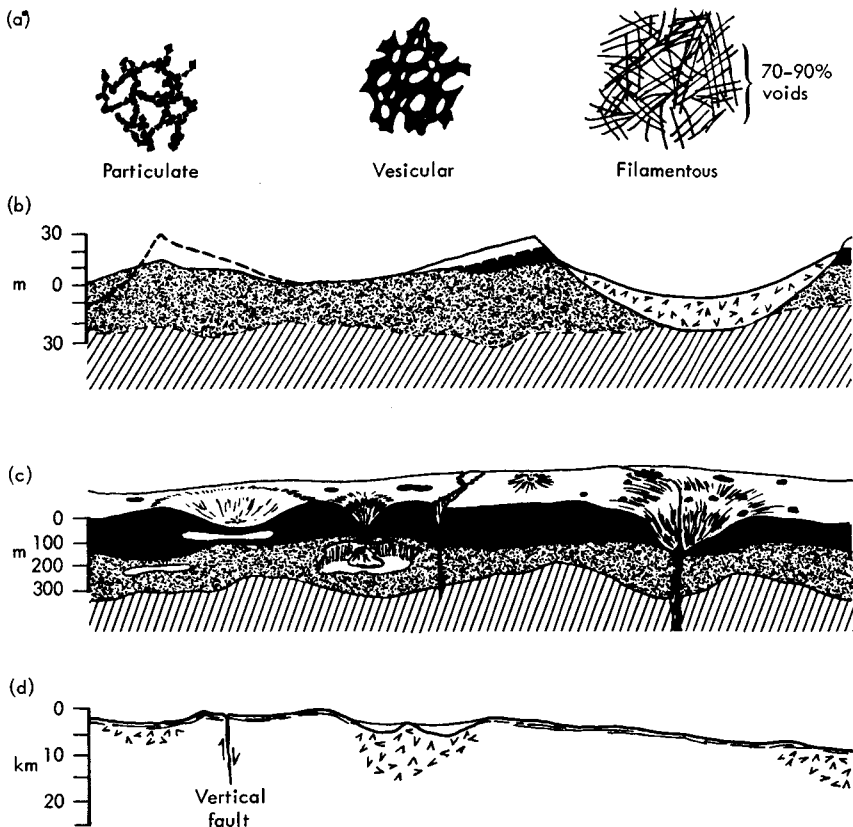 (a)
70-90%
voids
Particulate
Vesicular
Filamentous
(b)
30
m
0
30
(c)
0
m
100
200
300
(d)
0
km
10
20
Vertical
fault